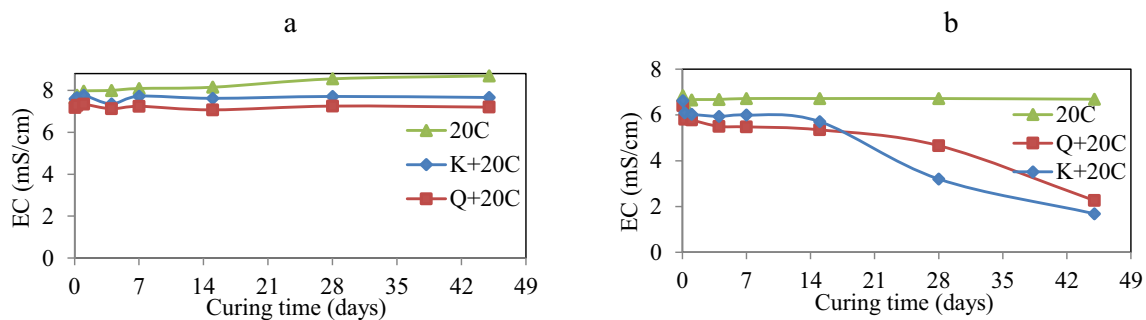 a
EC (mS/cm)
8
6
4
2
0
20C
K+20C
Q+20C
0 7 14 21 28 35 42 49
Curing time (days)
b
EC (mS/cm)
8
6
4
2
0
20C
Q+20C
K+20C
0 7 14 21 28 35 42 49
Curing time (days)